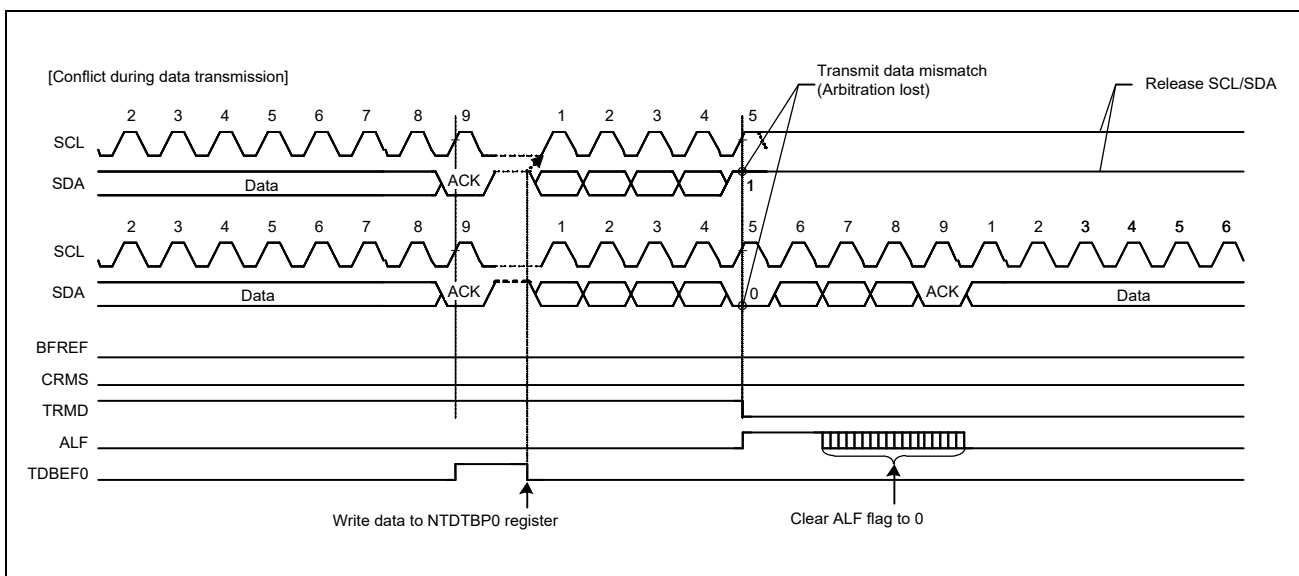 [Conflict during data transmission]
Transmit data mismatch
(Arbitration lost)
Release SCL/SDA
2 3 4 5 6 7 8 9 1 2 3 4 5
SCL
SDA Data ACK 1
2 3 4 5 6 7 8 9 1 2 3 4 5 6 7 8 9 1 2 3 4 5 6
SCL
SDA Data ACK 0 ACK Data
BFREF
CRMS
TRMD
ALF
TDBEF0
Write data to NTDTBP0 register
Clear ALF flag to 0